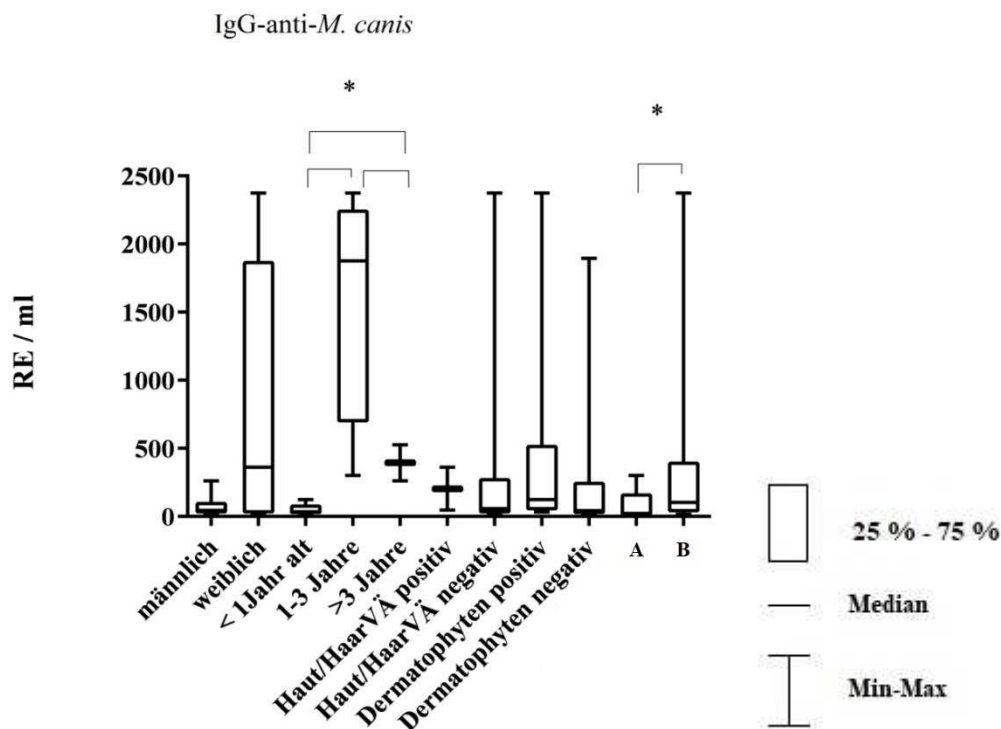 IgG-anti-M. canis
*
*
RE / ml
2500
2000
1500
1000
500
0
männlich
weiblich
< 1Jahr alt
1-3 Jahre
>3 Jahre
Haut/HaarVÄ positiv
Haut/HaarVÄ negativ
Dermatophyten positiv
Dermatophyten negativ
A
B
25 % - 75 %
Median
Min-Max